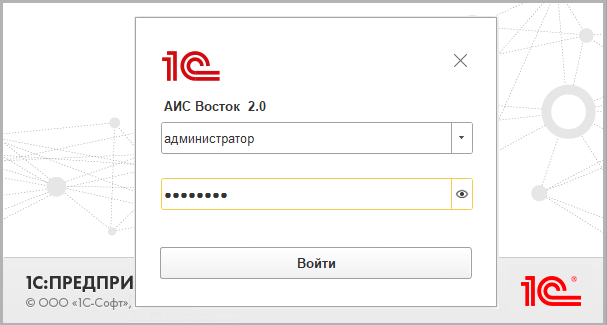 1С
АИС Восток 2.0
администратор
••••••••
Войти
1С:ПРЕДПРИ
© ООО «1С-Софт»,
1С®